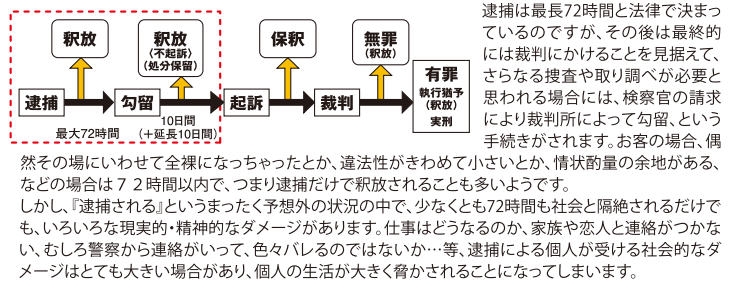 釈放
釈放
〈不起訴〉
〈処分保留〉
保釈
無罪
（釈放）
逮捕
勾留
起訴
裁判
有罪
執行猶予
（釈放）
実刑
最大72時間
10日間
（＋延長10日間）
逮捕は最長72時間と法律で決まっ
ているのですが、その後は最終的
には裁判にかけることを見据えて、
さらなる捜査や取り調べが必要と
思われる場合には、検察官の請求
により裁判所によって勾留、という
手続きがされます。お客の場合、偶
然その場にいわせて全裸になっちゃったとか、違法性がきわめて小さいとか、情状酌量の余地がある、
などの場合は７２時間以内で、つまり逮捕だけで釈放されることも多いようです。
しかし、『逮捕される』というまったく予想外の状況の中で、少なくとも72時間も社会と隔絶されるだけで
も、いろいろな現実的・精神的なダメージがあります。仕事はどうなるのか、家族や恋人と連絡がつかな
い、むしろ警察から連絡がいって、色々バレるのではないか…等、逮捕による個人が受ける社会的なダ
メージはとても大きい場合があり、個人の生活が大きく脅かされることになってしまいます。